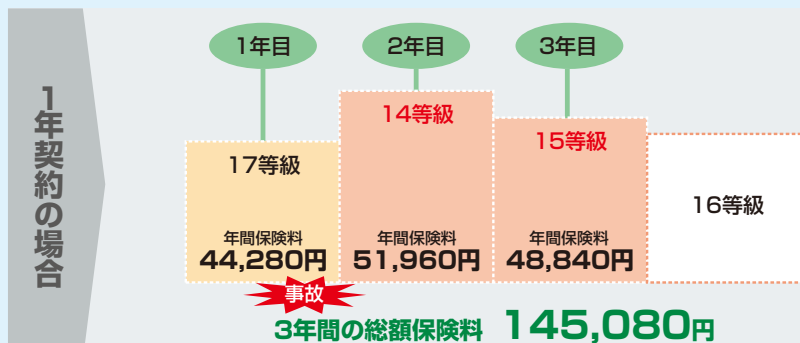 1年契約の場合
1年目
2年目
3年目
17等級
年間保険料
44,280円
14等級
年間保険料
51,960円
15等級
年間保険料
48,840円
16等級
事故
3年間の総額保険料 145,080円